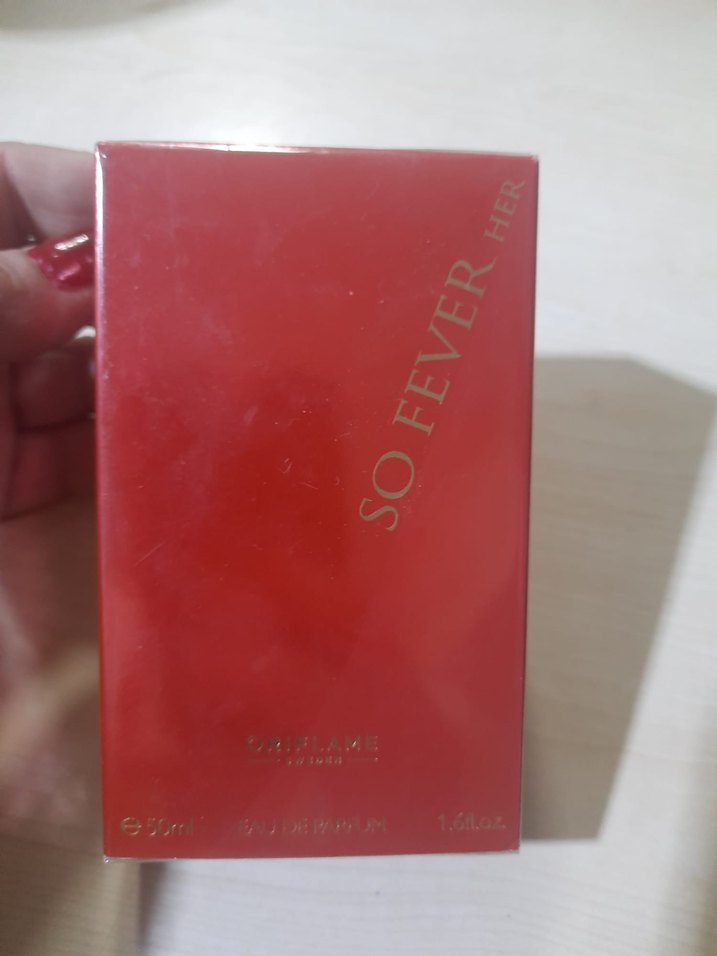 SO FEVER HER
ORIFLAME
SWEDEN
℮ 50ml EAU DE PARFUM 1.6fl.oz.